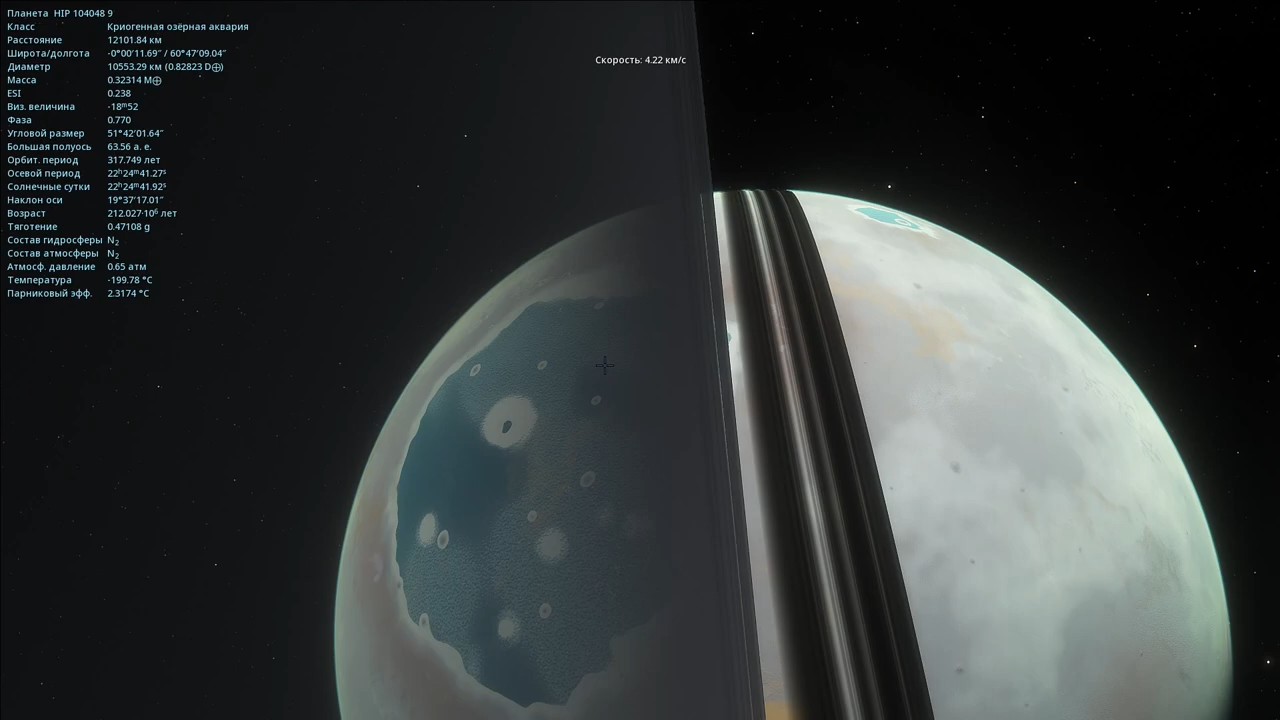 Планета HIP 104048 9
Класс Криогенная озёрная аквария
Расстояние 12101.84 км
Скорость: 4.22 км/с
Широта/долгота -0°00′11.69″ / 60°47′09.04″
Диаметр 10553.29 км (0.82823 D⊕)
Масса 0.32314 M⊕
ESI 0.238
Виз. величина -18ᵐ52
Фаза 0.770
Угловой размер 51°42′01.64″
Большая полуось 63.56 а. е.
Орбит. период 317.749 лет
Осевой период 22ʰ24ᵐ41.27ˢ
Солнечные сутки 22ʰ24ᵐ41.92ˢ
Наклон оси 19°37′17.01″
Возраст 212.027·10⁶ лет
Тяготение 0.47108 g
Состав гидросферы N₂
Состав атмосферы N₂
Атмосф. давление 0.65 атм
Температура -199.78 °C
Парниковый эфф. 2.3174 °C